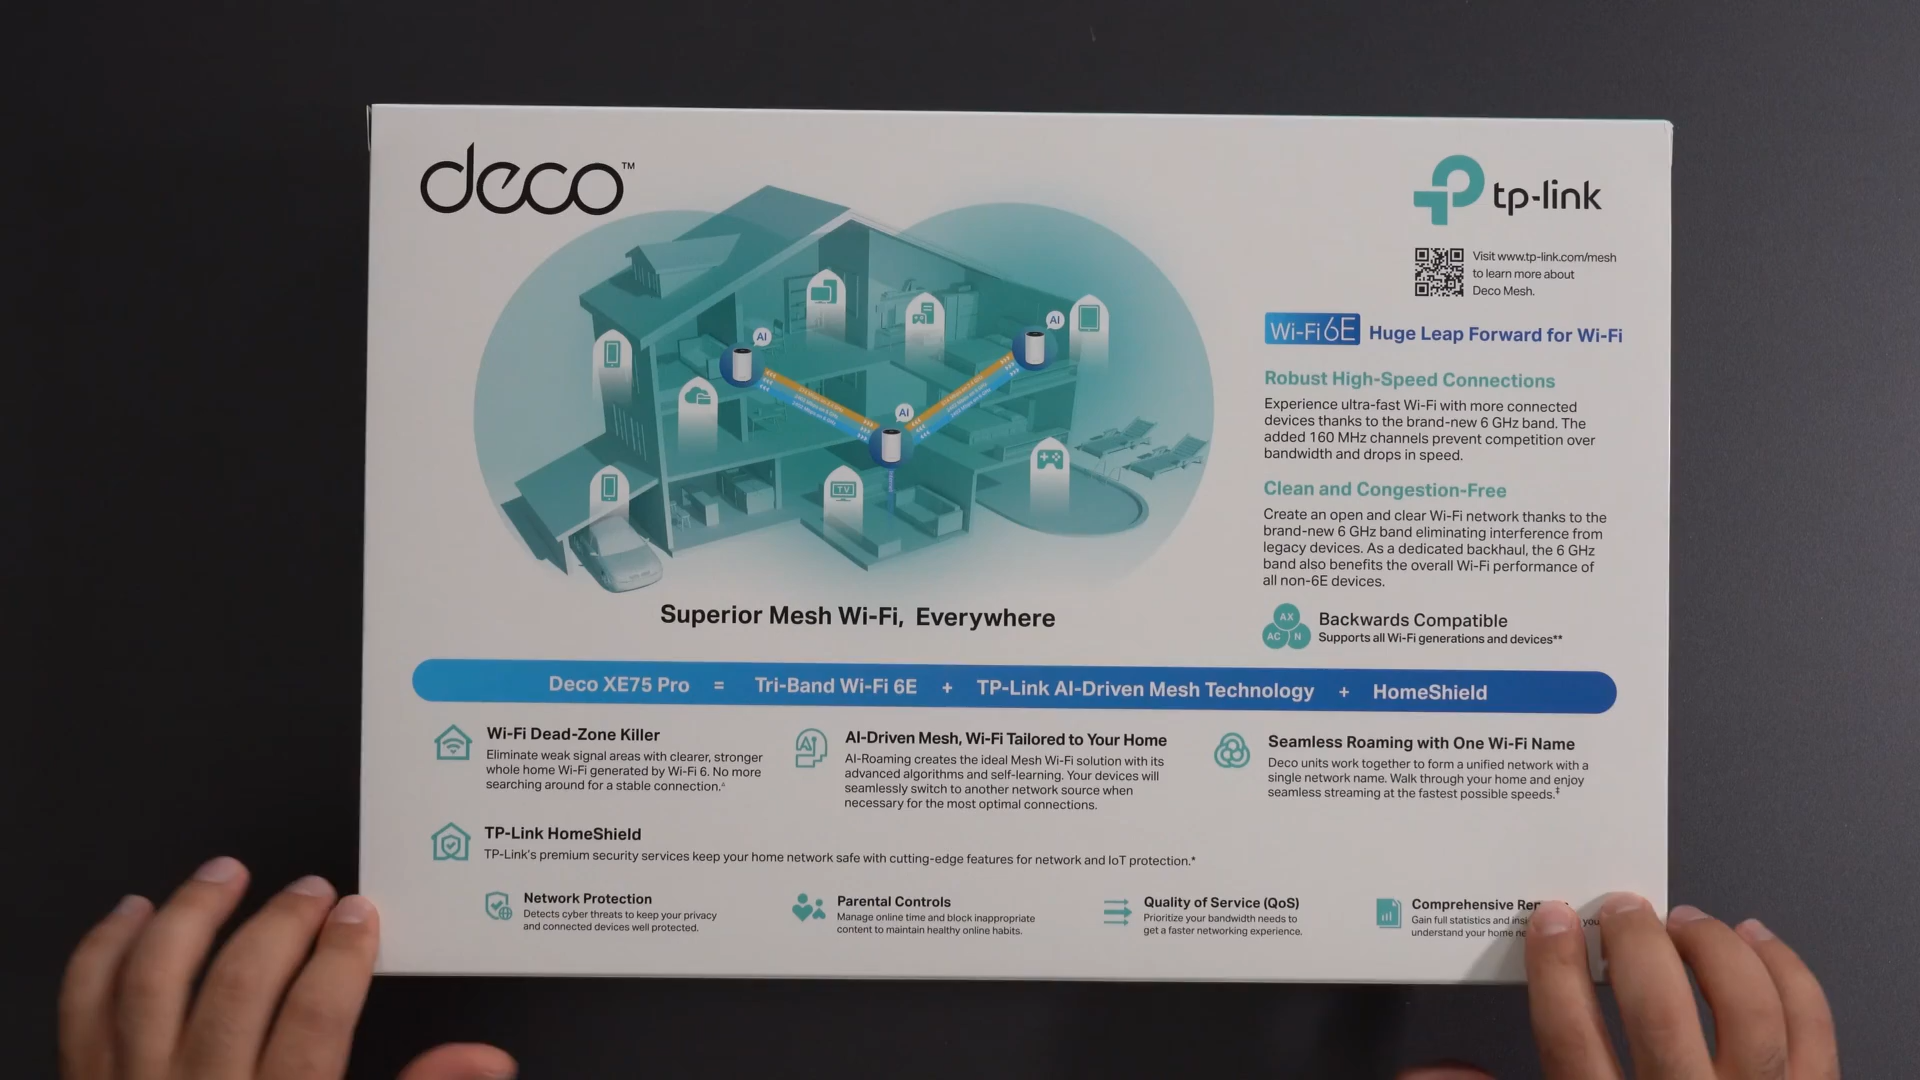 deco™
tp-link
Visit www.tp-link.com/mesh
to learn more about
Deco Mesh.
AI
AI
AI
TV
Wi-Fi 6E Huge Leap Forward for Wi-Fi
Robust High-Speed Connections
Experience ultra-fast Wi-Fi with more connected
devices thanks to the brand-new 6 GHz band. The
added 160 MHz channels prevent competition over
bandwidth and drops in speed.
Clean and Congestion-Free
Create an open and clear Wi-Fi network thanks to the
brand-new 6 GHz band eliminating interference from
legacy devices. As a dedicated backhaul, the 6 GHz
band also benefits the overall Wi-Fi performance of
all non-6E devices.
AX
AC N
Backwards Compatible
Supports all Wi-Fi generations and devices**
Superior Mesh Wi-Fi, Everywhere
Deco XE75 Pro = Tri-Band Wi-Fi 6E + TP-Link AI-Driven Mesh Technology + HomeShield
Wi-Fi Dead-Zone Killer
Eliminate weak signal areas with clearer, stronger
whole home Wi-Fi generated by Wi-Fi 6. No more
searching around for a stable connection.
AI
AI-Driven Mesh, Wi-Fi Tailored to Your Home
AI-Roaming creates the ideal Mesh Wi-Fi solution with its
advanced algorithms and self-learning. Your devices will
seamlessly switch to another network source when
necessary for the most optimal connections.
Seamless Roaming with One Wi-Fi Name
Deco units work together to form a unified network with a
single network name. Walk through your home and enjoy
seamless streaming at the fastest possible speeds.‡
TP-Link HomeShield
TP-Link's premium security services keep your home network safe with cutting-edge features for network and IoT protection.*
Network Protection
Detects cyber threats to keep your privacy
and connected devices well protected.
Parental Controls
Manage online time and block inappropriate
content to maintain healthy online habits.
Quality of Service (QoS)
Prioritize your bandwidth needs to
get a faster networking experience.
Comprehensive Re
Gain full statistics and you
understand your home